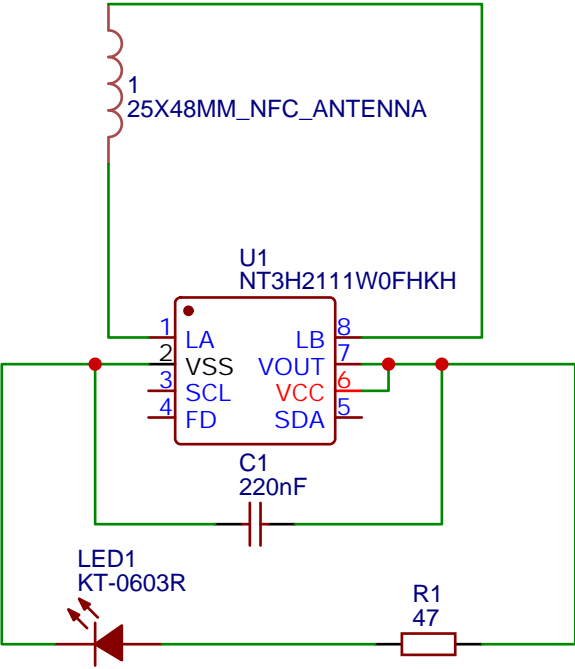 1
25X48MM_NFC_ANTENNA
U1
NT3H2111W0FHKH
1 LA LB 8
2 VSS VOUT 7
3 SCL VCC 6
4 FD SDA 5
C1
220nF
LED1
KT-0603R
R1
47